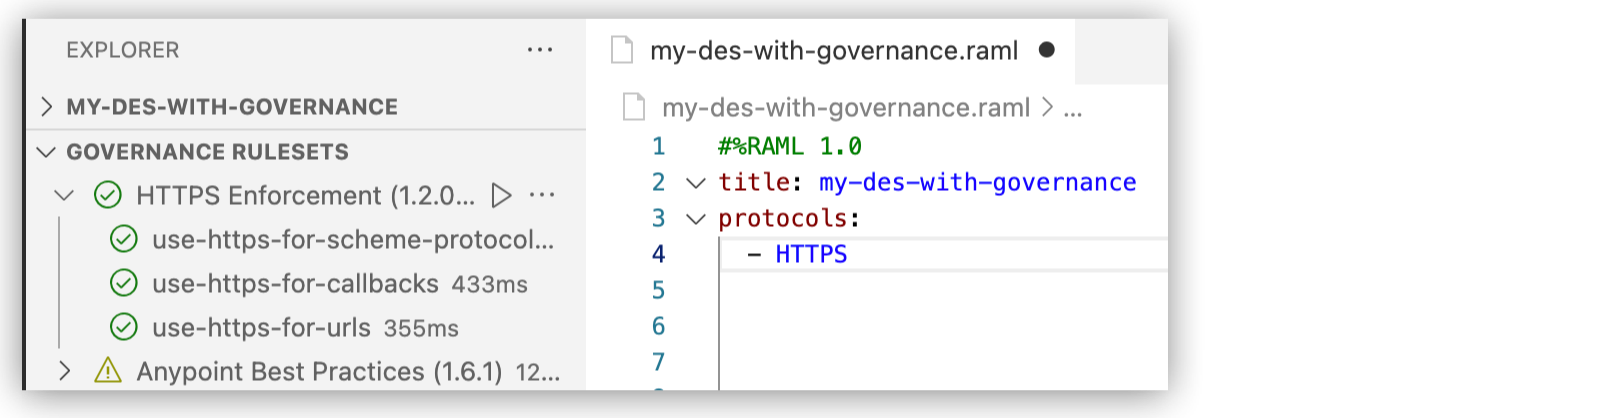 EXPLORER ...
MY-DES-WITH-GOVERNANCE
GOVERNANCE RULESETS
HTTPS Enforcement (1.2.0... ...
use-https-for-scheme-protocol...
use-https-for-callbacks 433ms
use-https-for-urls 355ms
Anypoint Best Practices (1.6.1) 12...
my-des-with-governance.raml
my-des-with-governance.raml > ...
1 #%RAML 1.0
2 title: my-des-with-governance
3 protocols:
4 - HTTPS
5
6
7